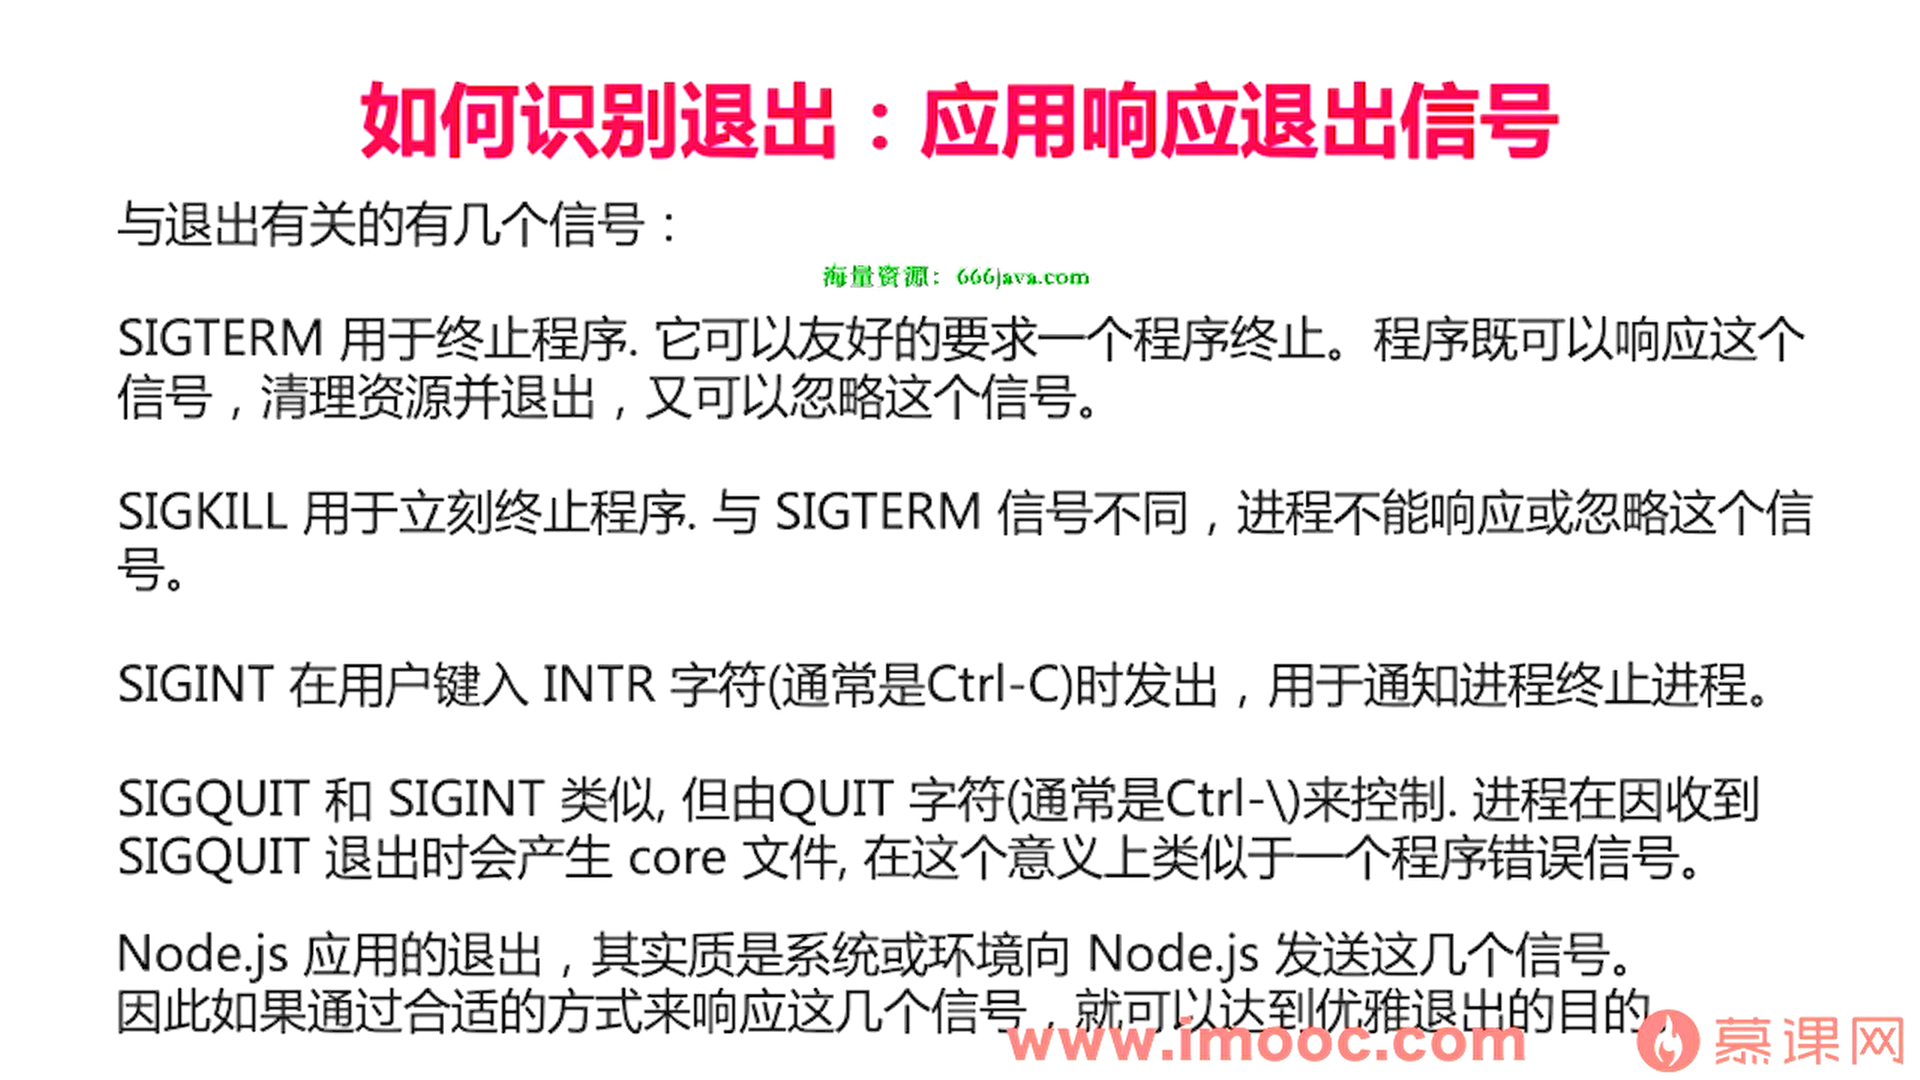 如何识别退出：应用响应退出信号
与退出有关的有几个信号：
海量资源：666java.com
SIGTERM 用于终止程序. 它可以友好的要求一个程序终止。程序既可以响应这个
信号，清理资源并退出，又可以忽略这个信号。
SIGKILL 用于立刻终止程序. 与 SIGTERM 信号不同，进程不能响应或忽略这个信
号。
SIGINT 在用户键入 INTR 字符(通常是Ctrl-C)时发出，用于通知进程终止进程。
SIGQUIT 和 SIGINT 类似, 但由QUIT 字符(通常是Ctrl-\)来控制. 进程在因收到
SIGQUIT 退出时会产生 core 文件, 在这个意义上类似于一个程序错误信号。
Node.js 应用的退出，其实质是系统或环境向 Node.js 发送这几个信号。
因此如果通过合适的方式来响应这几个信号，就可以达到优雅退出的目的。
www.imooc.com
慕课网